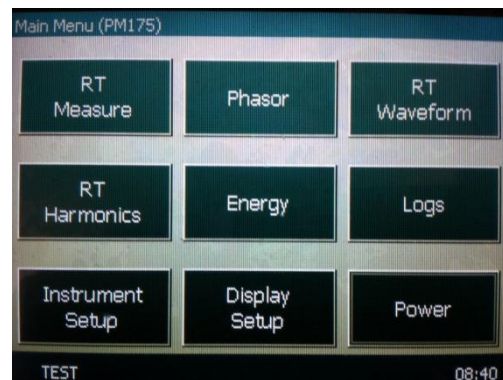 Main Menu (PM175)
RT
Measure
Phasor
RT
Waveform
RT
Harmonics
Energy
Logs
Instrument
Setup
Display
Setup
Power
TEST
08:40